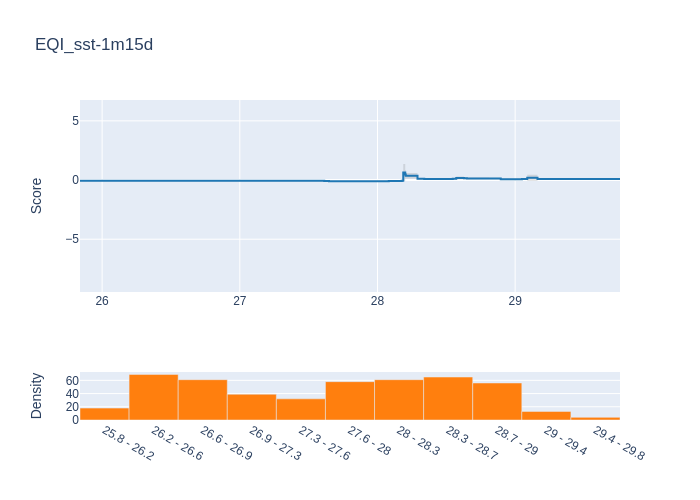 EQI_sst-1m15d
Score
5
0
−5
26
27
28
29
Density
60
40
20
0
25.8 - 26.2
26.2 - 26.6
26.6 - 26.9
26.9 - 27.3
27.3 - 27.6
27.6 - 28
28 - 28.3
28.3 - 28.7
28.7 - 29
29 - 29.4
29.4 - 29.8